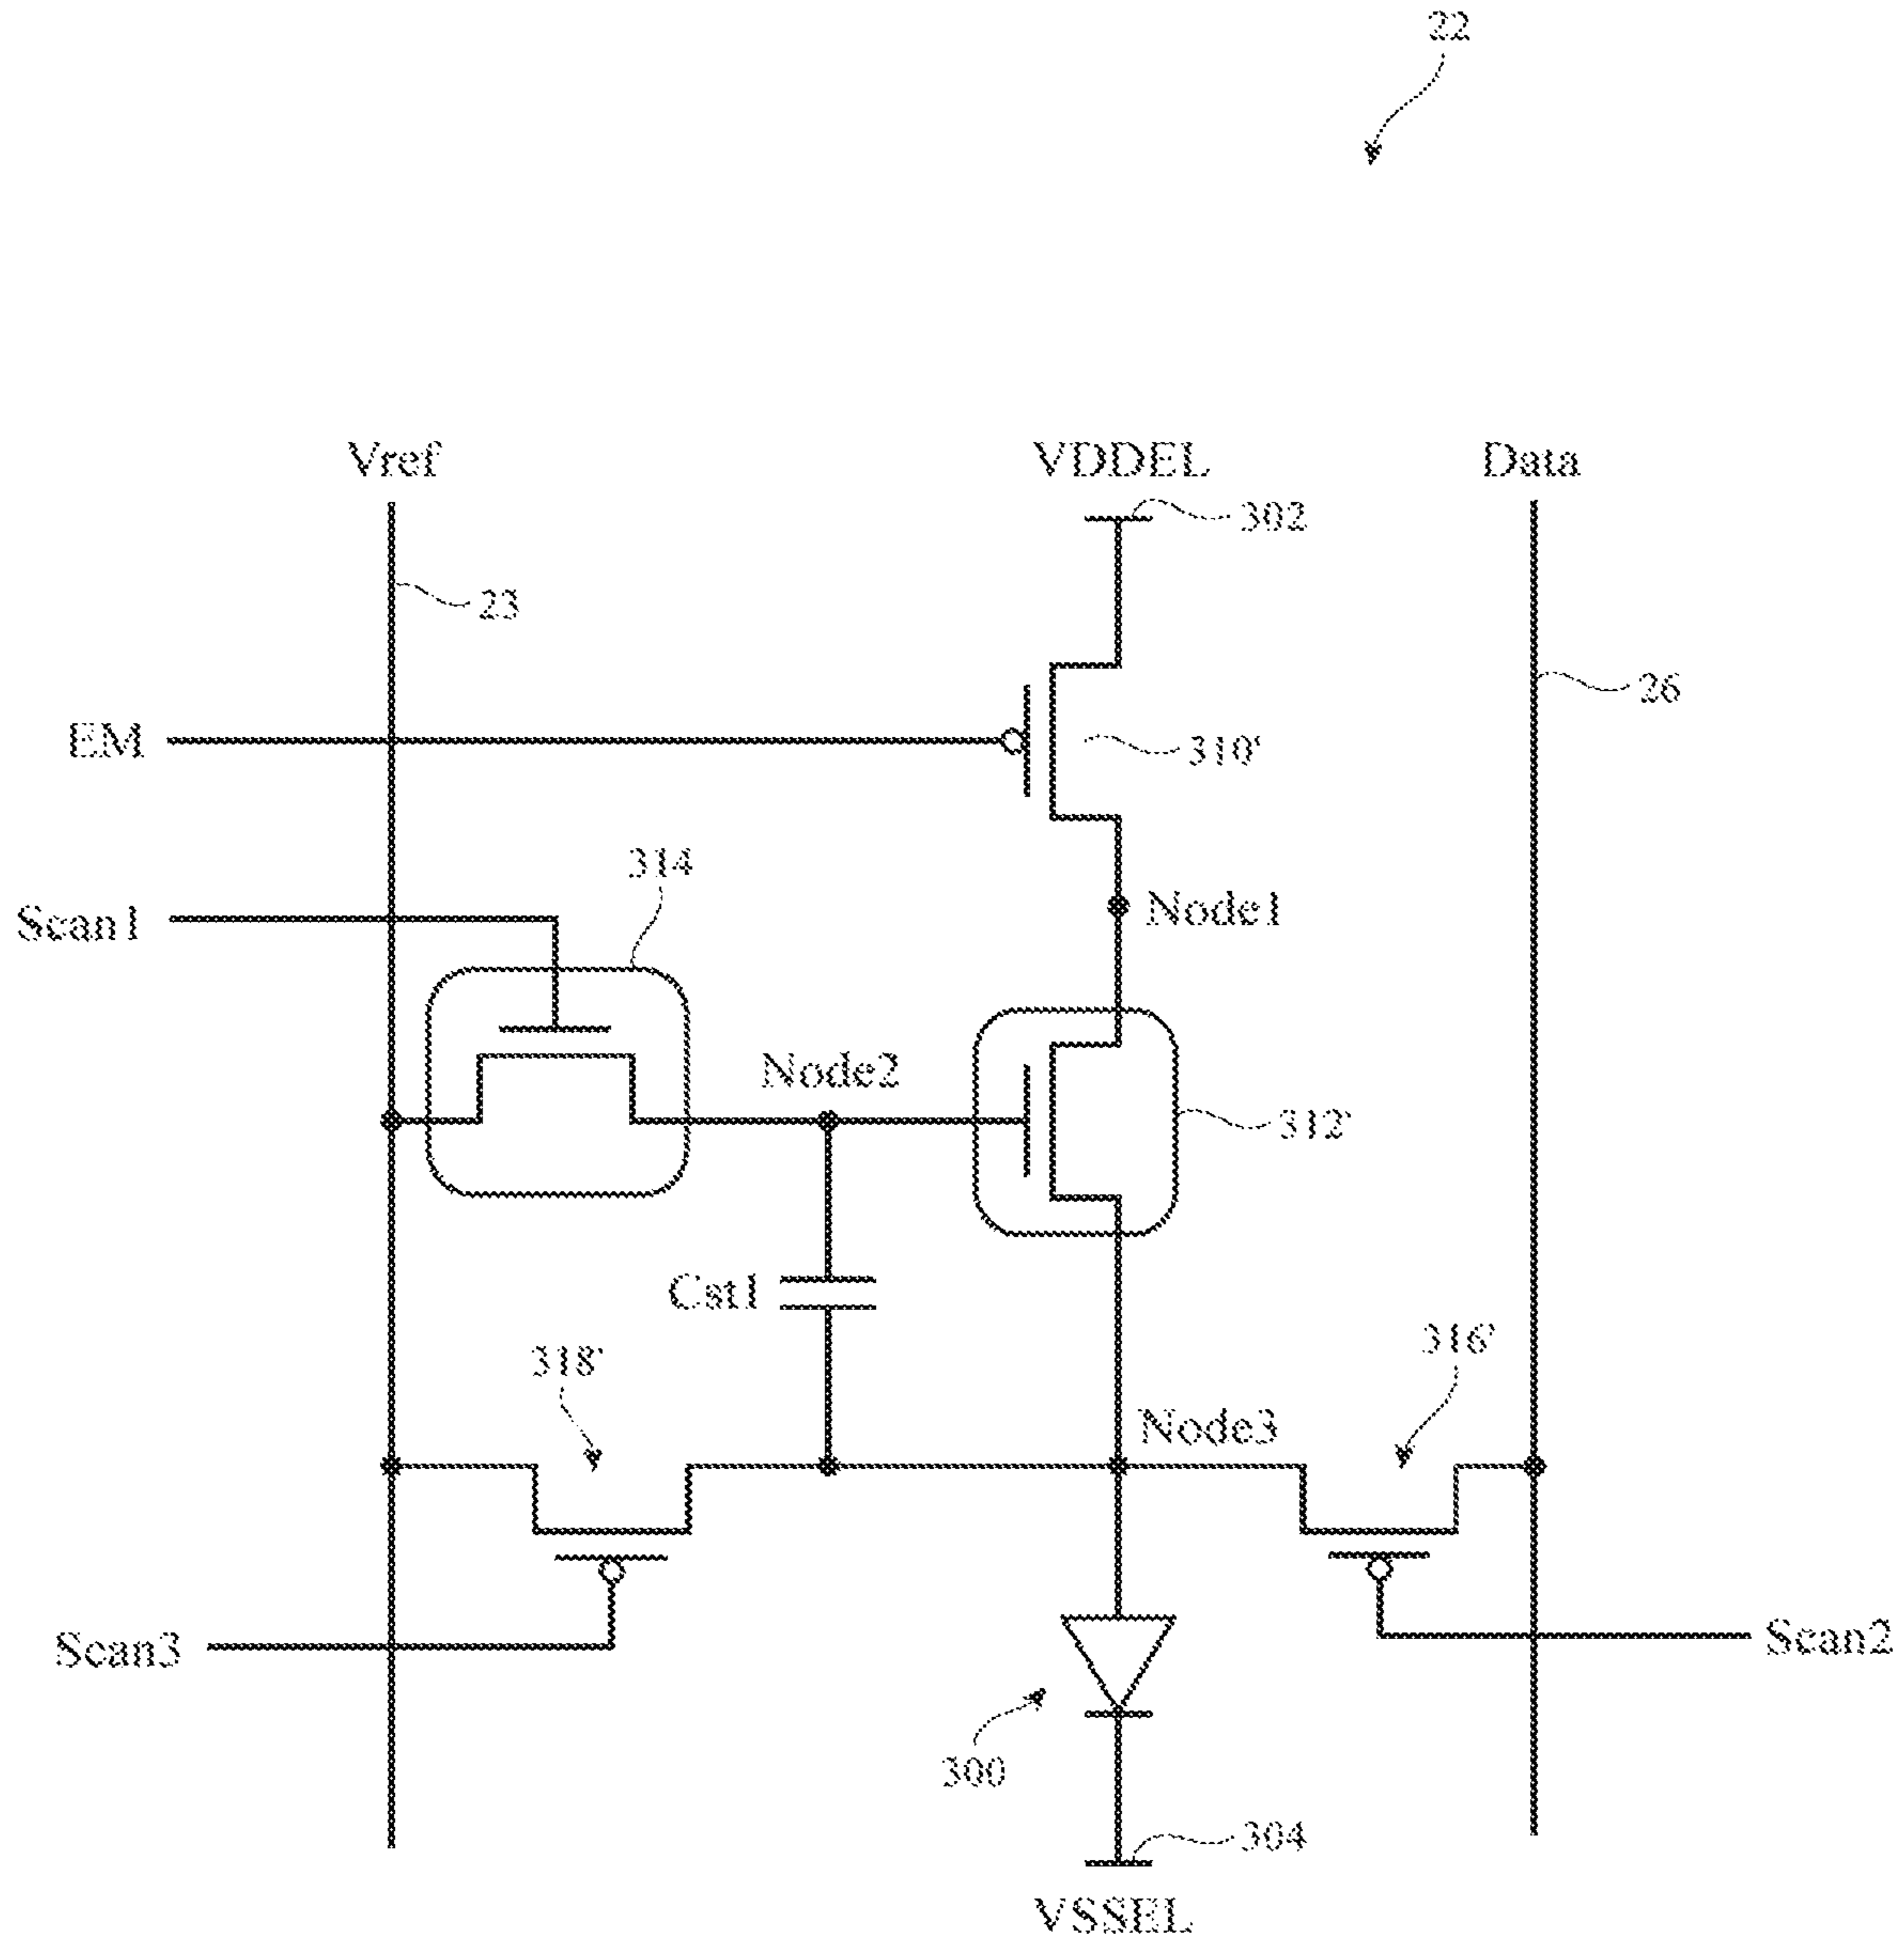 22
Vref
VDDEL
Data
302
23
26
EM
310'
314
Scan1
Node1
Node2
312'
Cst1
318'
316'
Node3
Scan3
Scan2
300
304
VSSEL